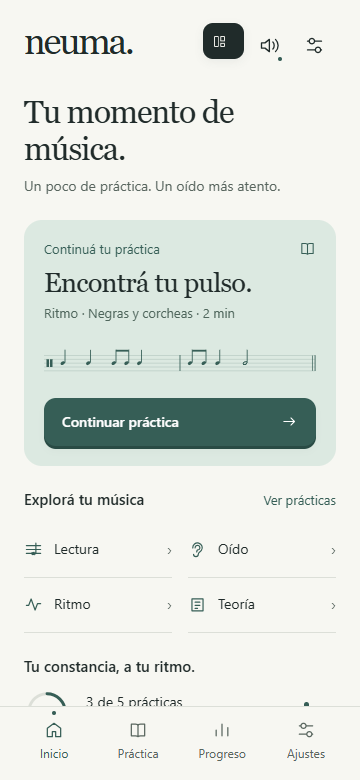 neuma.
Tu momento de
música.
Un poco de práctica. Un oído más atento.
Continuá tu práctica
Encontrá tu pulso.
Ritmo · Negras y corcheas · 2 min
Continuar práctica
Explorá tu música
Ver prácticas
Lectura
Oído
Ritmo
Teoría
Tu constancia, a tu ritmo.
3 de 5 prácticas
Inicio
Práctica
Progreso
Ajustes